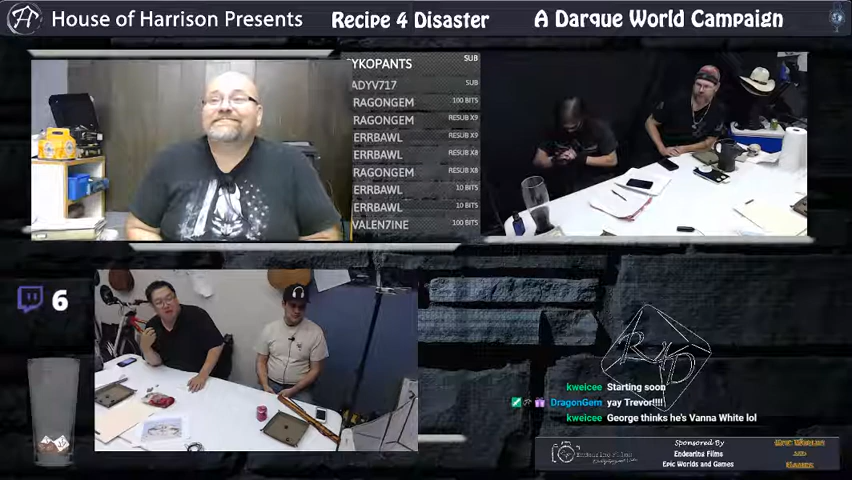 House of Harrison Presents
Recipe 4 Disaster
A Darque World Campaign
YKOPANTS SUB
ADYV717 SUB
RAGONGEM 100 BITS
RAGONGEM RESUB X9
ERRBAWL RESUB X9
ERRBAWL RESUB X8
RAGONGEM RESUB X8
ERRBAWL 10 BITS
ERRBAWL 10 BITS
VALEN7INE 100 BITS
6
R4D
kweicee Starting soon
DragonGem yay Trevor!!!!
kweicee George thinks he's Vanna White lol
Endearing Films
Sponsored By
Endearing Films
Epic Worlds and Games